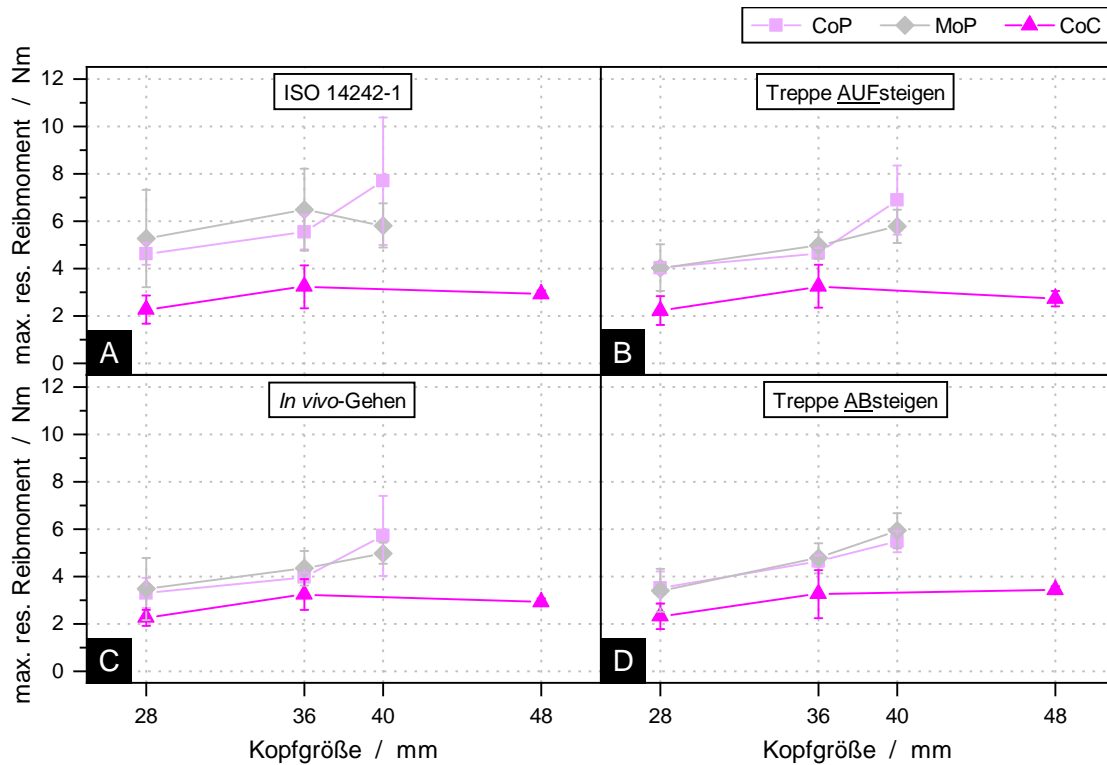 CoP MoP CoC
max. res. Reibmoment / Nm
12
10
8
6
4
2
0
ISO 14242-1
A
Treppe AUFsteigen
B
max. res. Reibmoment / Nm
12
10
8
6
4
2
0
In vivo-Gehen
C
Treppe ABsteigen
D
28 36 40 48
Kopfgröße / mm
28 36 40 48
Kopfgröße / mm